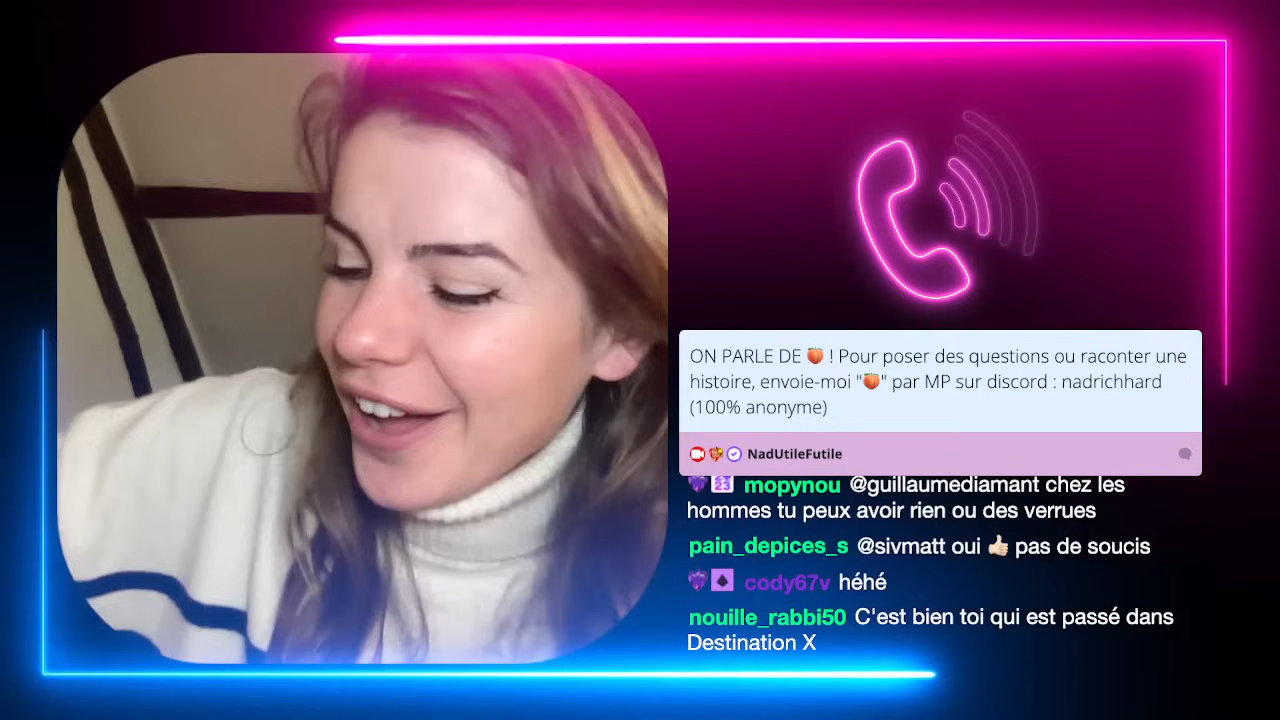 ON PARLE DE 🍑 ! Pour poser des questions ou raconter une
histoire, envoie-moi "🍑" par MP sur discord : nadrichhard
(100% anonyme)
NadUtileFutile
23 mopynou @guillaumediamant chez les
hommes tu peux avoir rien ou des verrues
pain_depices_s @sivmatt oui 👍🏻 pas de soucis
cody67v héhé
nouille_rabbi50 C'est bien toi qui est passé dans
Destination X